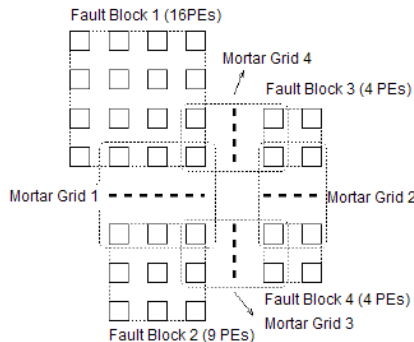 Fault Block 1 (16PEs)
Mortar Grid 4
Fault Block 3 (4 PEs)
Mortar Grid 1
Mortar Grid 2
Fault Block 4 (4 PEs)
Mortar Grid 3
Fault Block 2 (9 PEs)